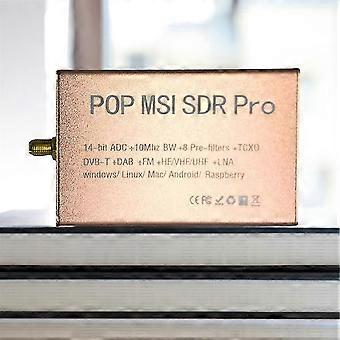 POP MSI SDR Pro
14-bit ADC +10Mhz BW +8 Pre-filters +TCXO
DVB-T +DAB +FM +HF/VHF/UHF +LNA
windows/ Linux/ Mac/ Android/ Raspberry
CE